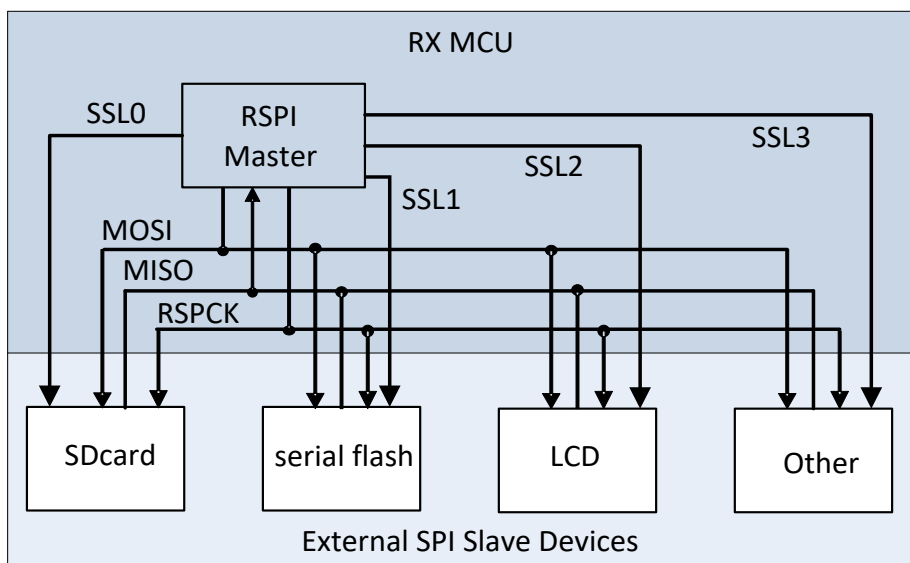 RX MCU
SSL0
RSPI
Master
SSL3
SSL2
SSL1
MOSI
MISO
RSPCK
SDcard
serial flash
LCD
Other
External SPI Slave Devices